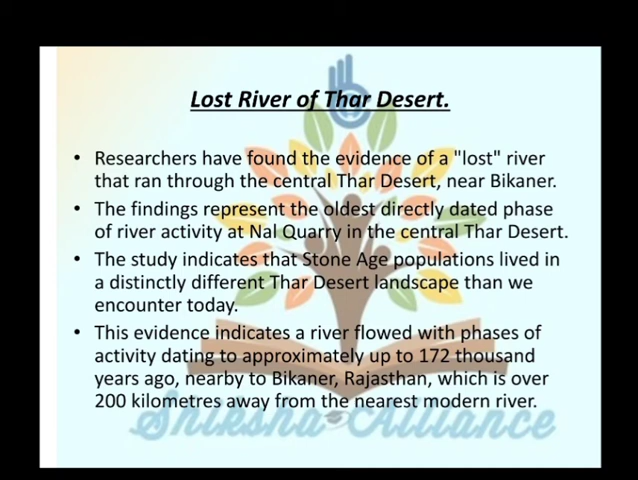 Lost River of Thar Desert.
• Researchers have found the evidence of a "lost" river
that ran through the central Thar Desert, near Bikaner.
• The findings represent the oldest directly dated phase
of river activity at Nal Quarry in the central Thar Desert.
• The study indicates that Stone Age populations lived in
a distinctly different Thar Desert landscape than we
encounter today.
• This evidence indicates a river flowed with phases of
activity dating to approximately up to 172 thousand
years ago, nearby to Bikaner, Rajasthan, which is over
200 kilometres away from the nearest modern river.
Shiksha Alliance